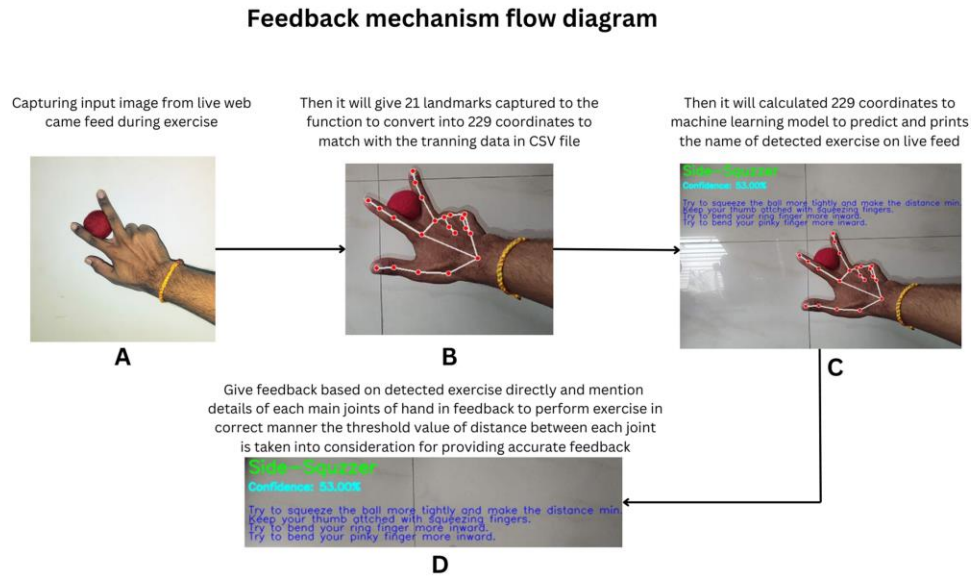 Feedback mechanism flow diagram
Capturing input image from live web
came feed during exercise
Then it will give 21 landmarks captured to the
function to convert into 229 coordinates to
match with the tranning data in CSV file
Then it will calculated 229 coordinates to
machine learning model to predict and prints
the name of detected exercise on live feed
Side-Squzzer
Confidence: 53.00%
Try to squeeze the ball more tightly and make the distance min.
Keep your thumb attched with squeezing fingers.
Try to bend your ring finger more inward.
Try to bend your pinky finger more inward.
A
B
C
Give feedback based on detected exercise directly and mention
details of each main joints of hand in feedback to perform exercise in
correct manner the threshold value of distance between each joint
is taken into consideration for providing accurate feedback
Side-Squzzer
Confidence: 53.00%
Try to squeeze the ball more tightly and make the distance min.
Keep your thumb attched with squeezing fingers.
Try to bend your ring finger more inward.
Try to bend your pinky finger more inward.
D